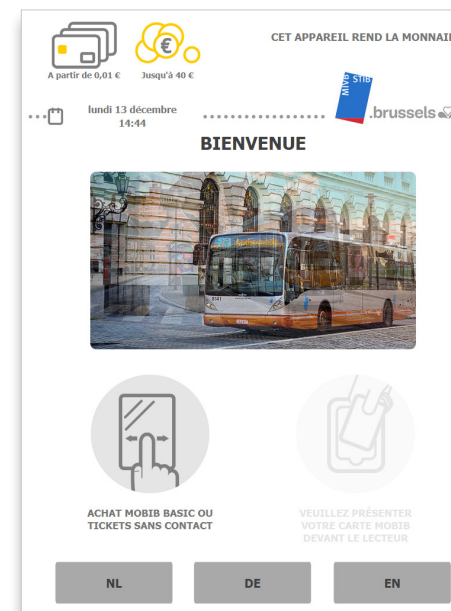 CET APPAREIL REND LA MONNAIE
A partir de 0,01 €
Jusqu'à 40 €
lundi 13 décembre
14:44
MIVB STIB
.brussels
BIENVENUE
ACHAT MOBIB BASIC OU
TICKETS SANS CONTACT
VEUILLEZ PRÉSENTER
VOTRE CARTE MOBIB
DEVANT LE LECTEUR
NL
DE
EN